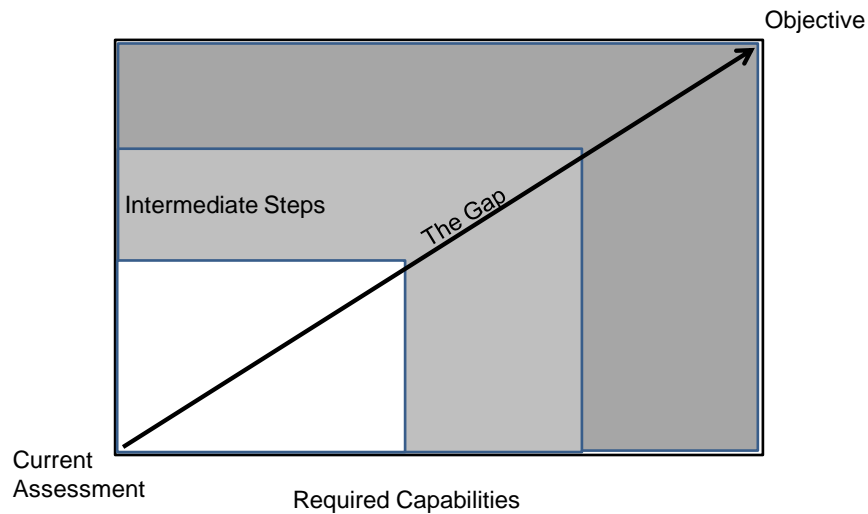 Objective
Intermediate Steps
The Gap
Current
Assessment
Required Capabilities